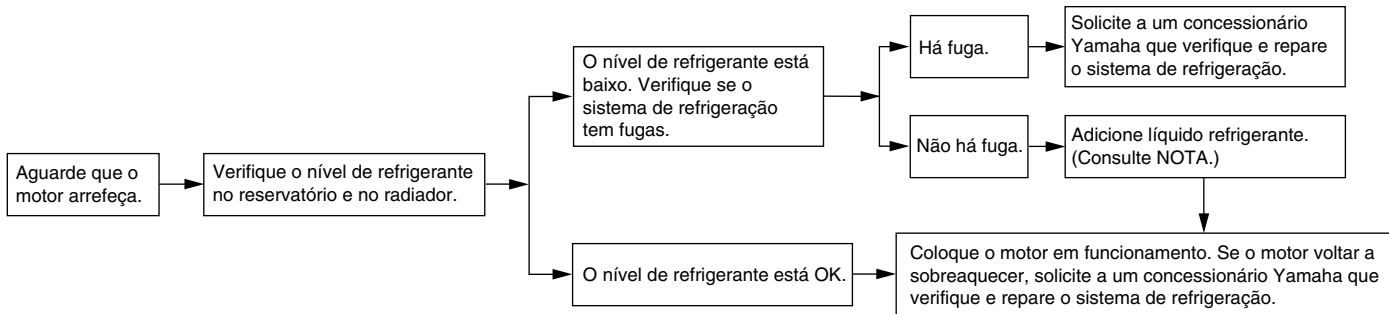 Aguarde que o
motor arrefeça.
Verifique o nível de refrigerante
no reservatório e no radiador.
O nível de refrigerante está
baixo. Verifique se o
sistema de refrigeração
tem fugas.
Há fuga.
Solicite a um concessionário
Yamaha que verifique e repare
o sistema de refrigeração.
Não há fuga.
Adicione líquido refrigerante.
(Consulte NOTA.)
O nível de refrigerante está OK.
Coloque o motor em funcionamento. Se o motor voltar a
sobreaquecer, solicite a um concessionário Yamaha que
verifique e repare o sistema de refrigeração.